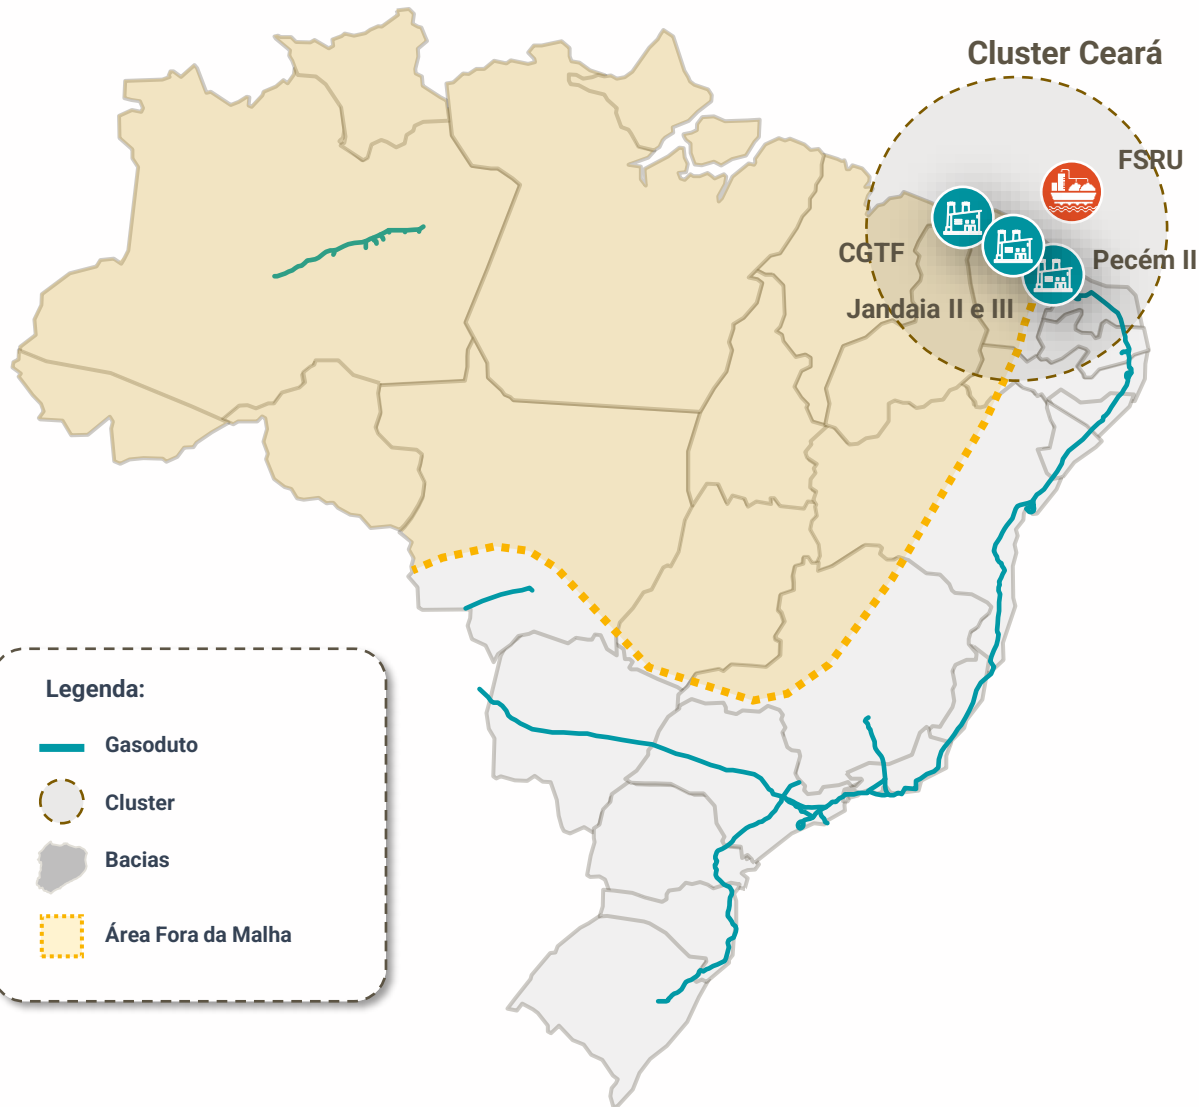 Cluster Ceará
FSRU
CGTF
Pecém II
Jandaia II e III
Legenda:
Gasoduto
Cluster
Bacias
Área Fora da Malha